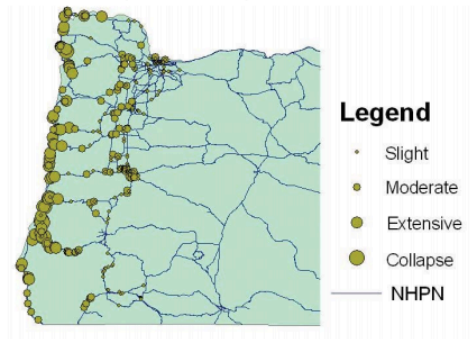 Legend
Slight
Moderate
Extensive
Collapse
NHPN